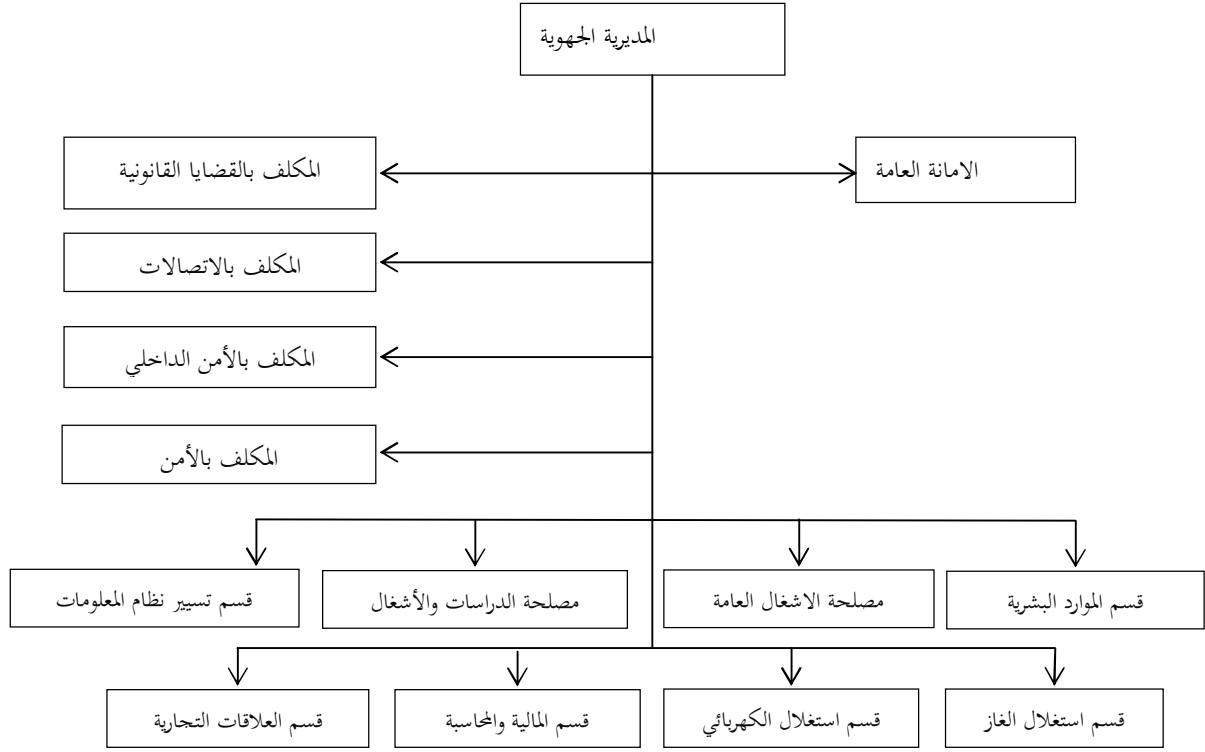 المديرية الجهوية
الامانة العامة
المكلف بالقضايا القانونية
المكلف بالاتصالات
المكلف بالأمن الداخلي
المكلف بالأمن
قسم الموارد البشرية
مصلحة الاشغال العامة
مصلحة الدراسات والأشغال
قسم تسيير نظام المعلومات
قسم استغلال الغاز
قسم استغلال الكهربائي
قسم المالية والمحاسبة
قسم العلاقات التجارية